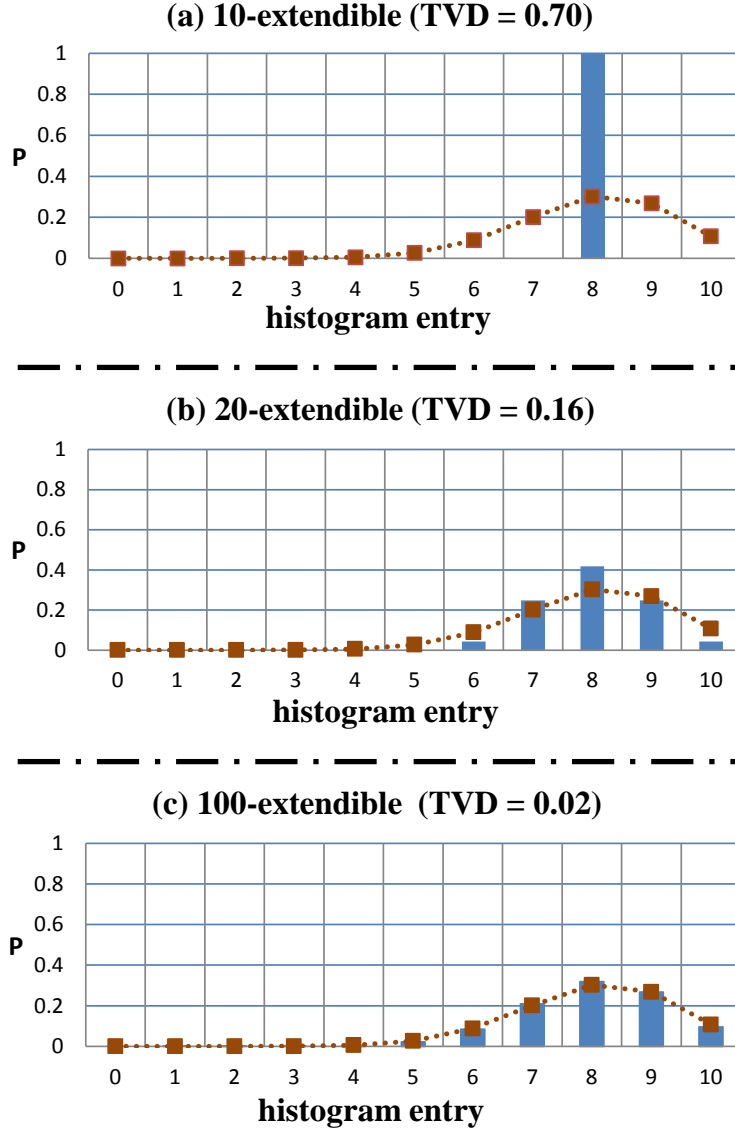 (a) 10-extendible (TVD = 0.70)
1
0.8
0.6
P
0.4
0.2
0
0 1 2 3 4 5 6 7 8 9 10
histogram entry
(b) 20-extendible (TVD = 0.16)
1
0.8
0.6
P
0.4
0.2
0
0 1 2 3 4 5 6 7 8 9 10
histogram entry
(c) 100-extendible (TVD = 0.02)
1
0.8
0.6
P
0.4
0.2
0
0 1 2 3 4 5 6 7 8 9 10
histogram entry